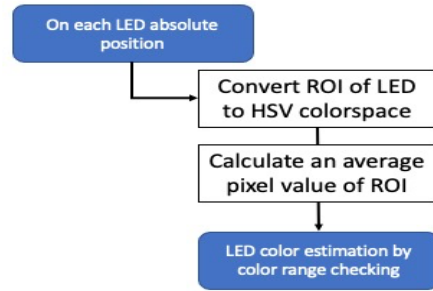 On each LED absolute
position
Convert ROI of LED
to HSV colorspace
Calculate an average
pixel value of ROI
LED color estimation by
color range checking